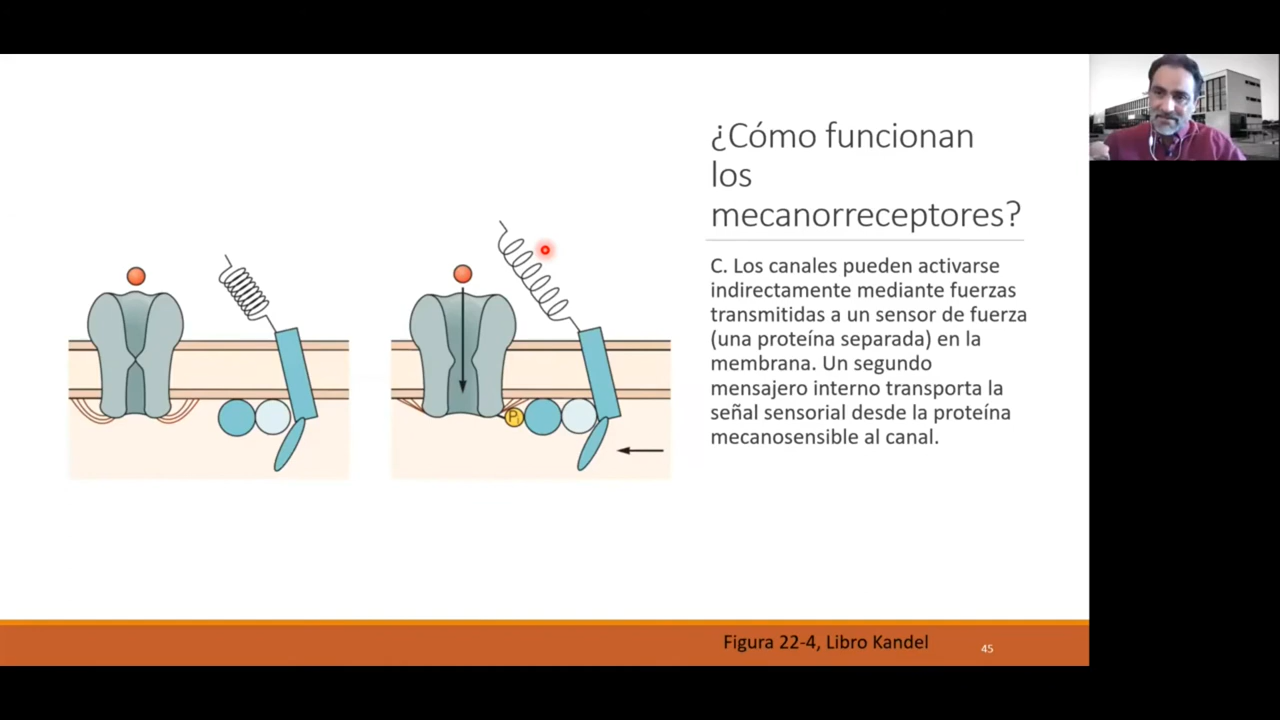 ¿Cómo funcionan
los
mecanorreceptores?
C. Los canales pueden activarse
indirectamente mediante fuerzas
transmitidas a un sensor de fuerza
(una proteína separada) en la
membrana. Un segundo
mensajero interno transporta la
señal sensorial desde la proteína
mecanosensible al canal.
Pi
Figura 22-4, Libro Kandel
45